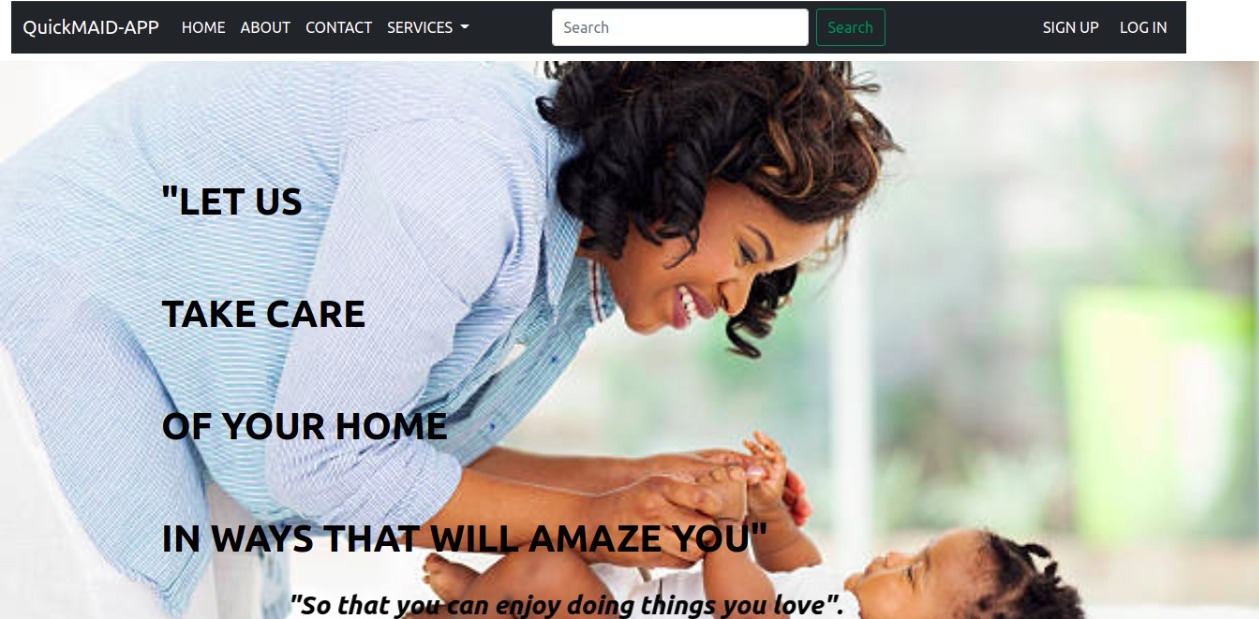 QuickMAID-APP HOME ABOUT CONTACT SERVICES Search Search SIGN UP LOG IN
"LET US
TAKE CARE
OF YOUR HOME
IN WAYS THAT WILL AMAZE YOU"
"So that you can enjoy doing things you love".